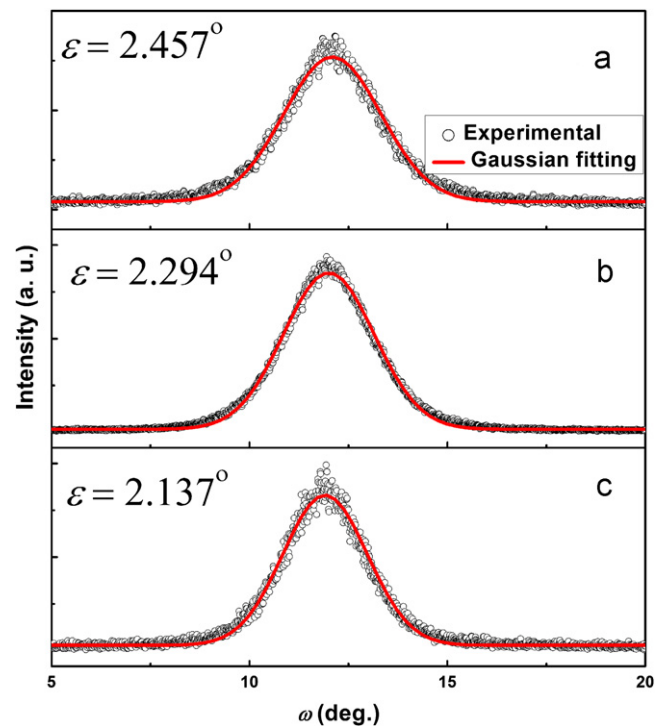 ε = 2.457°
a
Experimental
Gaussian fitting
ε = 2.294°
b
ε = 2.137°
c
Intensity (a. u.)
5 10 15 20
ω (deg.)